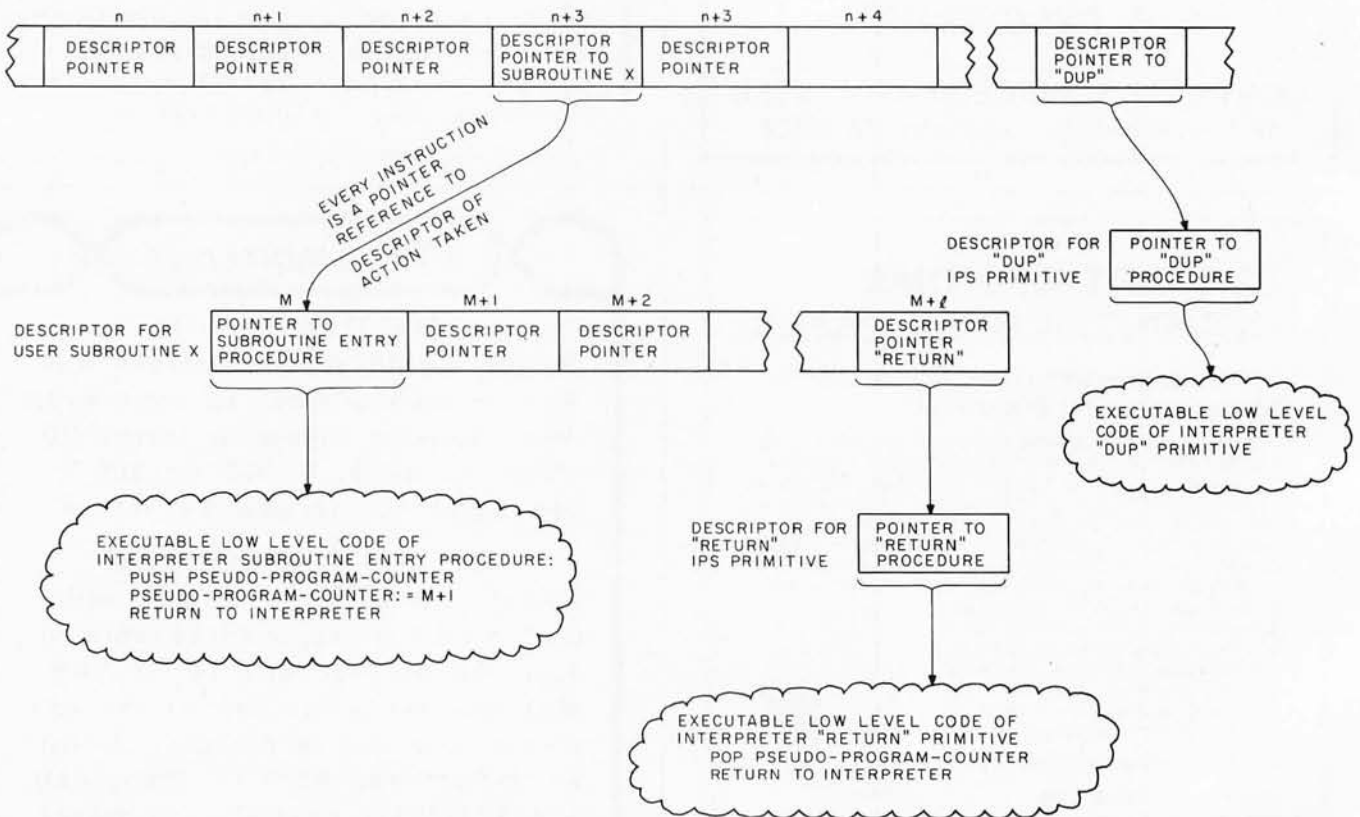 n n+1 n+2 n+3 n+3 n+4
DESCRIPTOR
POINTER
DESCRIPTOR
POINTER
DESCRIPTOR
POINTER
DESCRIPTOR
POINTER TO
SUBROUTINE X
DESCRIPTOR
POINTER
DESCRIPTOR
POINTER TO
"DUP"
EVERY INSTRUCTION
IS A POINTER
REFERENCE TO
DESCRIPTOR OF
ACTION TAKEN
DESCRIPTOR FOR
"DUP"
IPS PRIMITIVE
POINTER TO
"DUP"
PROCEDURE
M M+1 M+2 M+ℓ
DESCRIPTOR FOR
USER SUBROUTINE X
POINTER TO
SUBROUTINE ENTRY
PROCEDURE
DESCRIPTOR
POINTER
DESCRIPTOR
POINTER
DESCRIPTOR
POINTER
"RETURN"
EXECUTABLE LOW LEVEL
CODE OF INTERPRETER
"DUP" PRIMITIVE
EXECUTABLE LOW LEVEL CODE OF
INTERPRETER SUBROUTINE ENTRY PROCEDURE:
PUSH PSEUDO-PROGRAM-COUNTER
PSEUDO-PROGRAM-COUNTER:= M+1
RETURN TO INTERPRETER
DESCRIPTOR FOR
"RETURN"
IPS PRIMITIVE
POINTER TO
"RETURN"
PROCEDURE
EXECUTABLE LOW LEVEL CODE OF
INTERPRETER "RETURN" PRIMITIVE
POP PSEUDO-PROGRAM-COUNTER
RETURN TO INTERPRETER